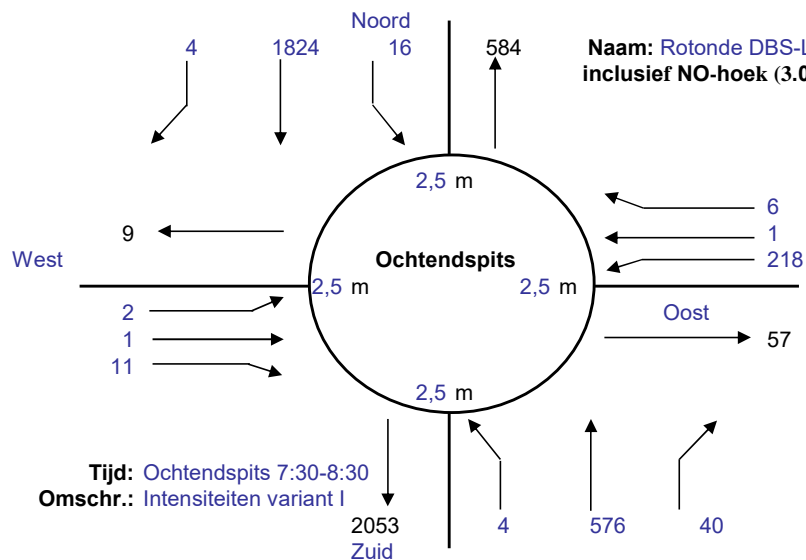 Noord
4 1824 16 584 Naam: Rotonde DBS-L
inclusief NO-hoek (3.0
2,5 m
6
9 1
West Ochtendspits 218
2,5 m 2,5 m
2 Oost
1 57
11
2,5 m
Tijd: Ochtendspits 7:30-8:30
Omschr.: Intensiteiten variant I
2053 4 576 40
Zuid